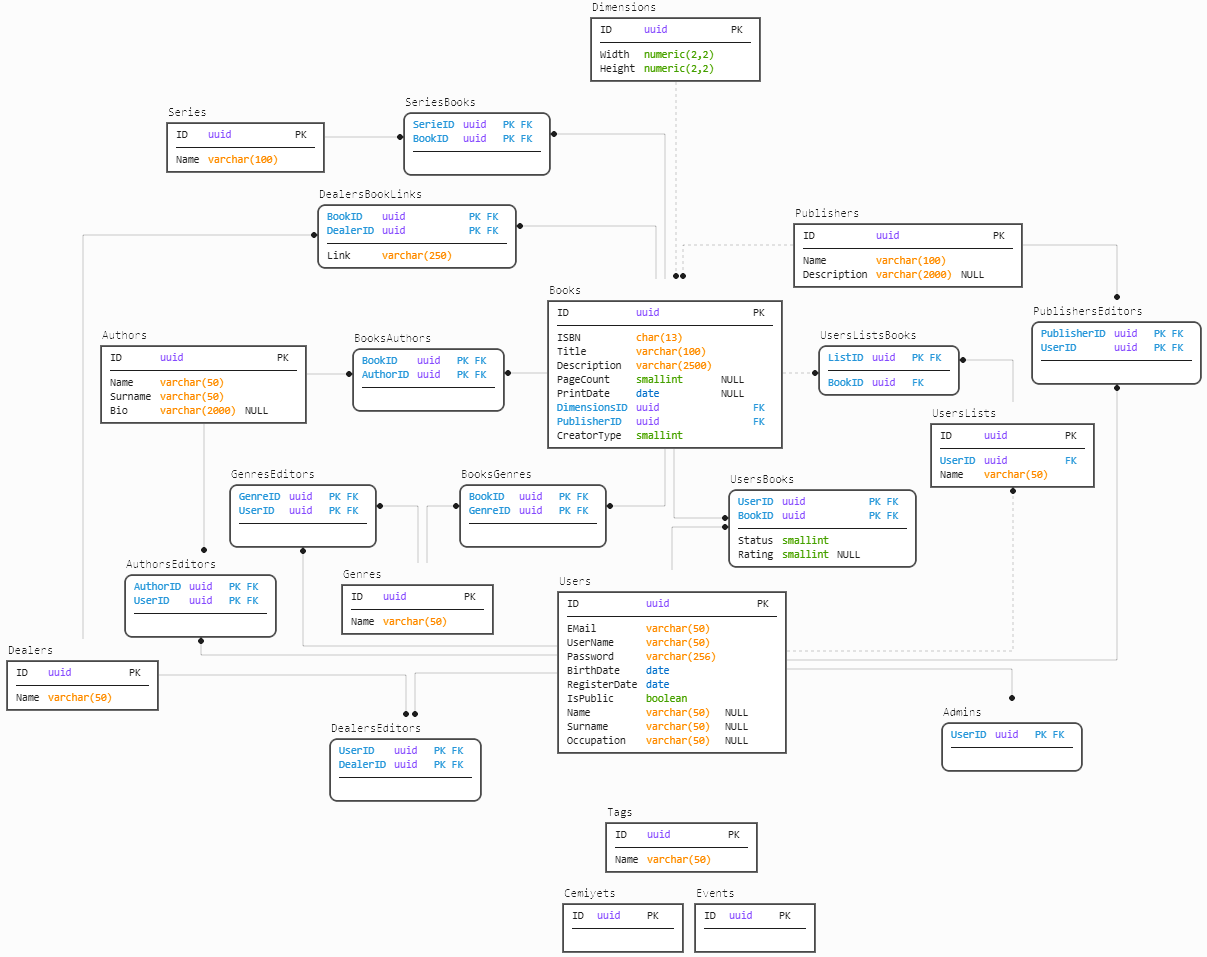 Dimensions
ID uuid PK
Width numeric(2,2)
Height numeric(2,2)
SeriesBooks
SerieID uuid PK FK
BookID uuid PK FK
Series
ID uuid PK
Name varchar(100)
DealersBookLinks
BookID uuid PK FK
DealerID uuid PK FK
Link varchar(250)
Publishers
ID uuid PK
Name varchar(100)
Description varchar(2000) NULL
Books
ID uuid PK
ISBN char(13)
Title varchar(100)
Description varchar(2500)
PageCount smallint NULL
PrintDate date NULL
DimensionsID uuid FK
PublisherID uuid FK
CreatorType smallint
PublishersEditors
PublisherID uuid PK FK
UserID uuid PK FK
Authors
ID uuid PK
Name varchar(50)
Surname varchar(50)
Bio varchar(2000) NULL
BooksAuthors
BookID uuid PK FK
AuthorID uuid PK FK
UsersListsBooks
ListID uuid PK FK
BookID uuid FK
UsersLists
ID uuid PK
UserID uuid FK
Name varchar(50)
GenresEditors
GenreID uuid PK FK
UserID uuid PK FK
BooksGenres
BookID uuid PK FK
GenreID uuid PK FK
UsersBooks
UserID uuid PK FK
BookID uuid PK FK
Status smallint
Rating smallint NULL
AuthorsEditors
AuthorID uuid PK FK
UserID uuid PK FK
Genres
ID uuid PK
Name varchar(50)
Users
ID uuid PK
EMail varchar(50)
UserName varchar(50)
Password varchar(256)
BirthDate date
RegisterDate date
IsPublic boolean
Name varchar(50) NULL
Surname varchar(50) NULL
Occupation varchar(50) NULL
Dealers
ID uuid PK
Name varchar(50)
DealersEditors
UserID uuid PK FK
DealerID uuid PK FK
Admins
UserID uuid PK FK
Tags
ID uuid PK
Name varchar(50)
Cemiyets
ID uuid PK
Events
ID uuid PK